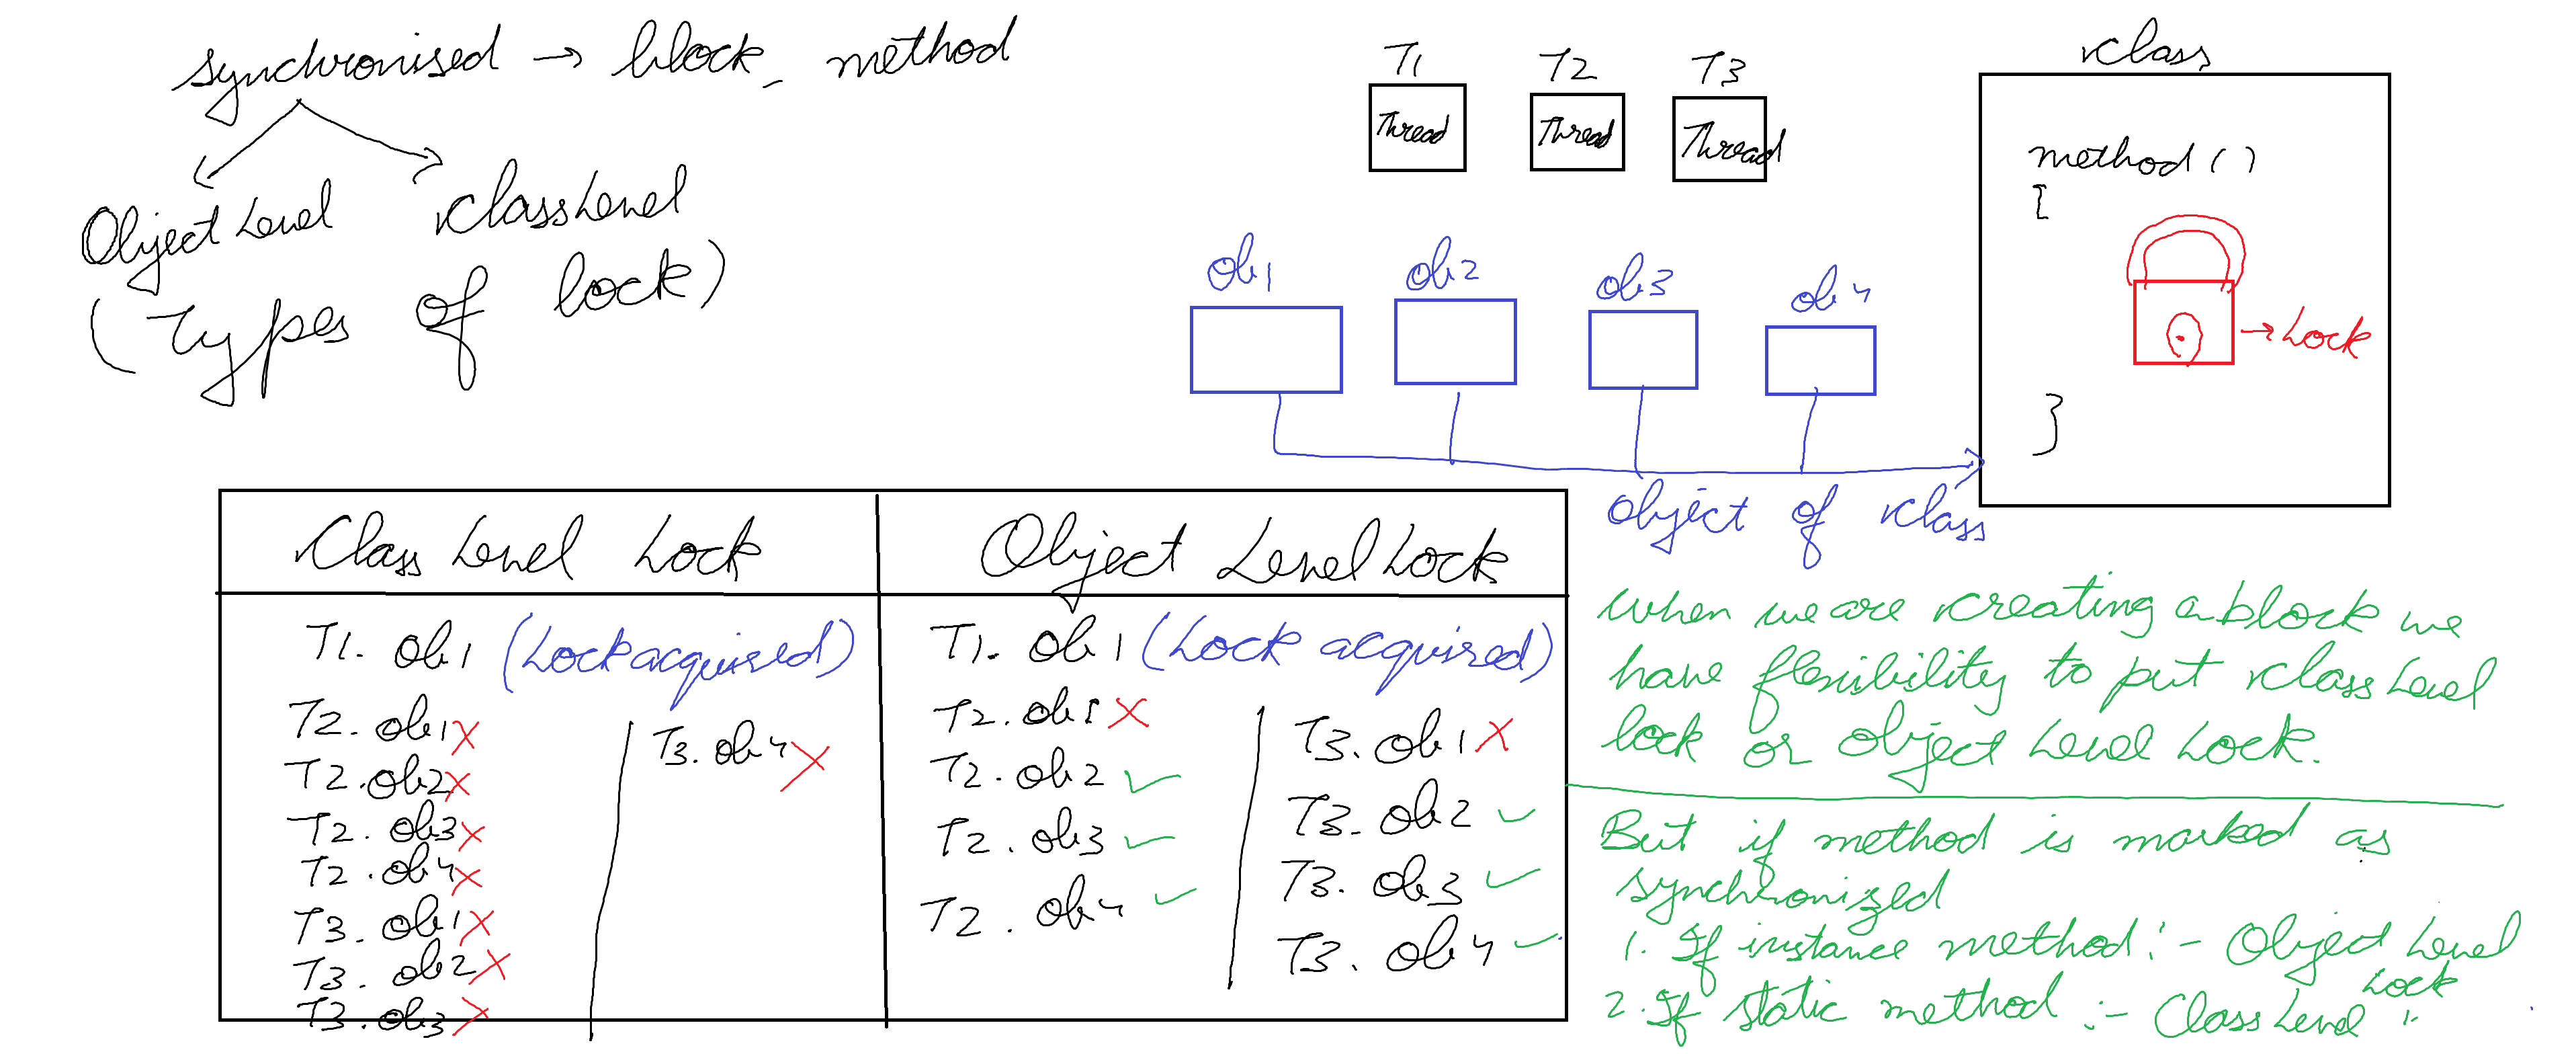 synchronised → block, method
Object Level   Class Level
(Types of lock)
T1   T2   T3
Thread   Thread   Thread
ob1   ob2   ob3   ob4
object of class
class
method ()
{
→ Lock
}
Class Level Lock
T1. ob1 (Lock acquired)
T2. ob1 X
T2. ob2 X
T2. ob3 X
T2. ob4 X
T3. ob1 X
T3. ob2 X
T3. ob3 X
T3. ob4 X
Object Level Lock
T1. ob1 (Lock acquired)
T2. ob1 X
T2. ob2 ✓
T2. ob3 ✓
T2. ob4 ✓
T3. ob1 X
T3. ob2 ✓
T3. ob3 ✓
T3. ob4 ✓
When we are creating a block we
have flexibility to put class Level
lock or object Level Lock.
But if method is marked as
synchronized
1. If instance method :- Object Level
Lock
2. If static method :- Class Level "